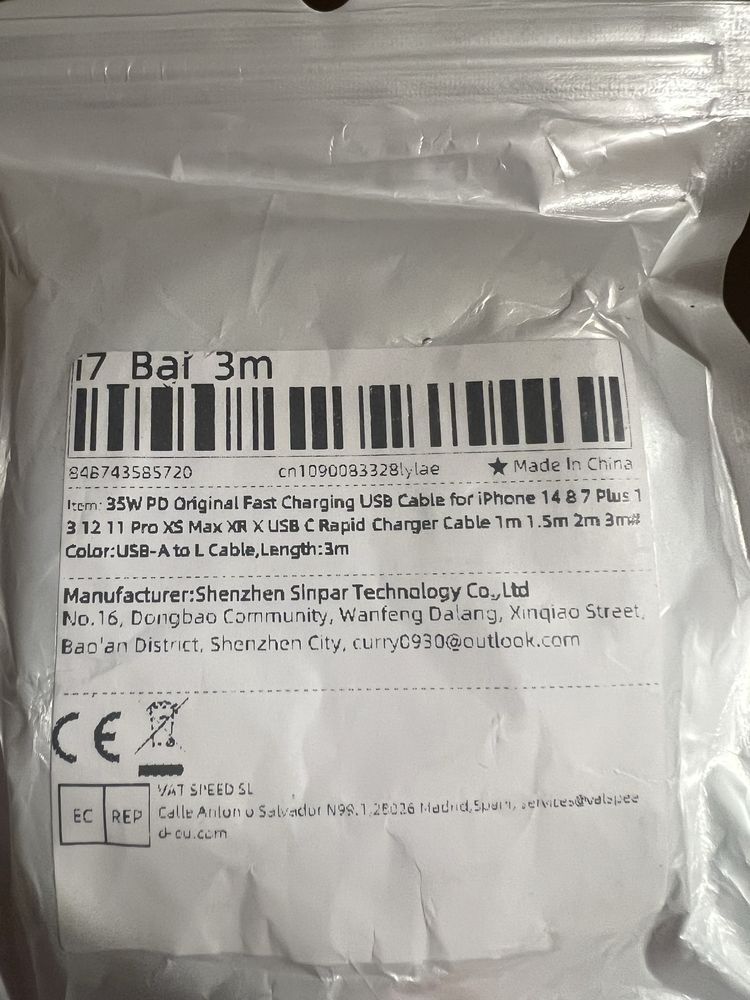 i7 Bai 3m
848743585720 cn1090083328lylae ★ Made In China
Item: 35W PD Original Fast Charging USB Cable for iPhone 14 8 7 Plus 1
3 12 11 Pro XS Max XR X USB C Rapid Charger Cable 1m 1.5m 2m 3m#
Color:USB-A to L Cable,Length:3m
Manufacturer:Shenzhen Sinpar Technology Co.,Ltd
No.16, Dongbao Community, Wanfeng Dalang, Xinqiao Street,
Bao'an District, Shenzhen City, curry0930@outlook.com
CE
EC REP
VAT SPEED SL
Calle Antonio Salvador N99.1,28026 Madrid,Spain, services@vatspee
d-eu.com